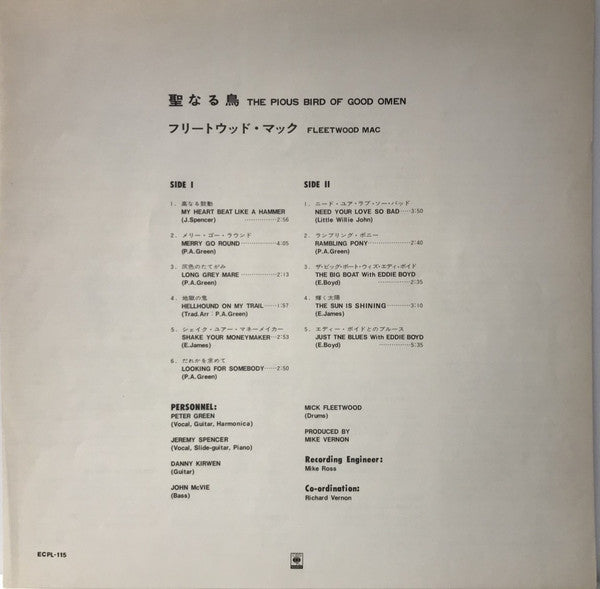 聖なる鳥 THE PIOUS BIRD OF GOOD OMEN
フリートウッド・マック FLEETWOOD MAC
SIDE I
1. 高なる鼓動
MY HEART BEAT LIKE A HAMMER
(J.Spencer) ·············· 2:56
2. メリー・ゴー・ラウンド
MERRY GO ROUND ·············· 4:05
(P.A.Green)
3. 灰色のたてがみ
LONG GREY MARE ·············· 2:13
(P.A.Green)
4. 地獄の鬼
HELLHOUND ON MY TRAIL ······ 1:57
(Trad.Arr : P.A.Green)
5. シェイク・ユアー・マネーメイカー
SHAKE YOUR MONEYMAKER ··· 2:53
(E.James)
6. だれかを求めて
LOOKING FOR SOMEBODY ······ 2:50
(P.A.Green)
SIDE II
1. ニード・ユア・ラブ・ソー・バッド
NEED YOUR LOVE SO BAD ······ 3:50
(Little Willie John)
2. ランブリング・ポニー
RAMBLING PONY ·············· 2:40
(P.A.Green)
3. ザ・ビッグ・ボート・ウィズ・エディ・ボイド
THE BIG BOAT With EDDIE BOYD
(E.Boyd) ·············· 2:35
4. 輝く太陽
THE SUN IS SHINING ·········· 3:10
(E.James)
5. エディー・ボイドとのブルース
JUST TNE BLUES With EDDIE BOYD
(E.Boyd) ·············· 5:35
PERSONNEL:
PETER GREEN
(Vocal, Guitar, Harmonica)
JEREMY SPENCER
(Vocal, Slide-guitar, Piano)
DANNY KIRWEN
(Guitar)
JOHN McVIE
(Bass)
MICK FLEETWOOD
(Drums)
PRODUCED BY
MIKE VERNON
Recording Engineer:
Mike Ross
Co-ordination:
Richard Vernon
ECPL-115